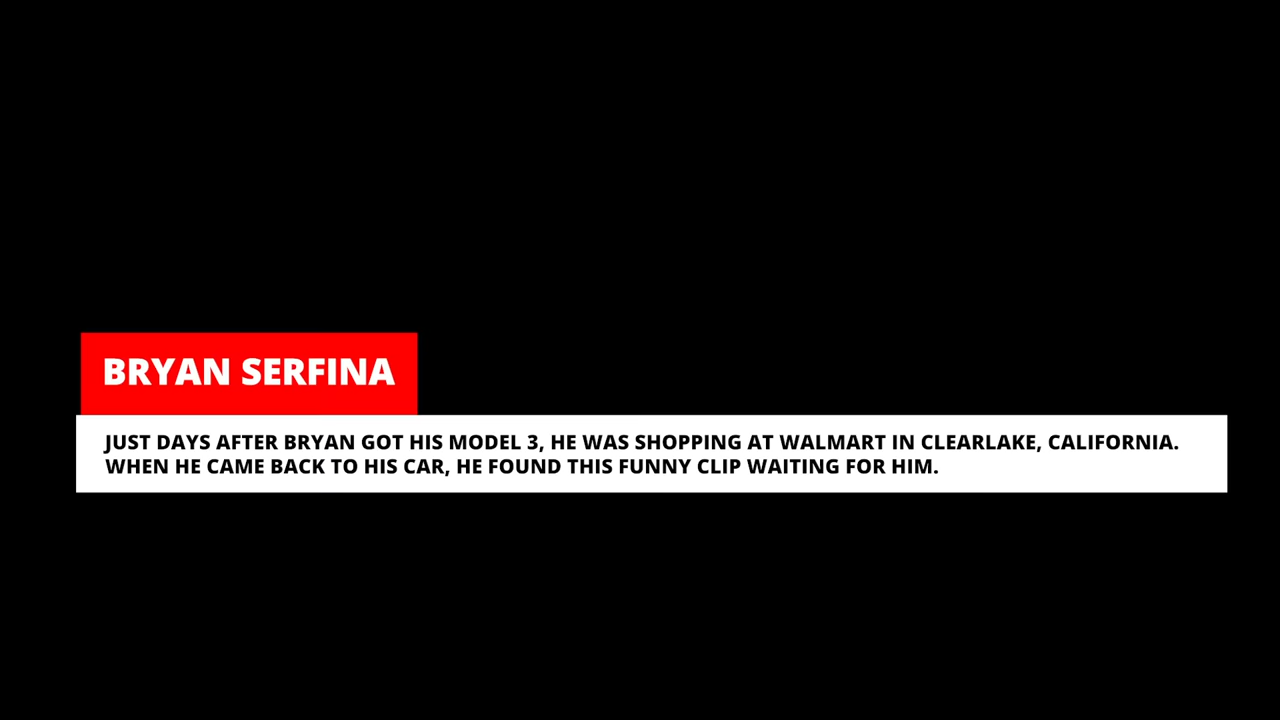 BRYAN SERFINA
JUST DAYS AFTER BRYAN GOT HIS MODEL 3, HE WAS SHOPPING AT WALMART IN CLEARLAKE, CALIFORNIA.
WHEN HE CAME BACK TO HIS CAR, HE FOUND THIS FUNNY CLIP WAITING FOR HIM.